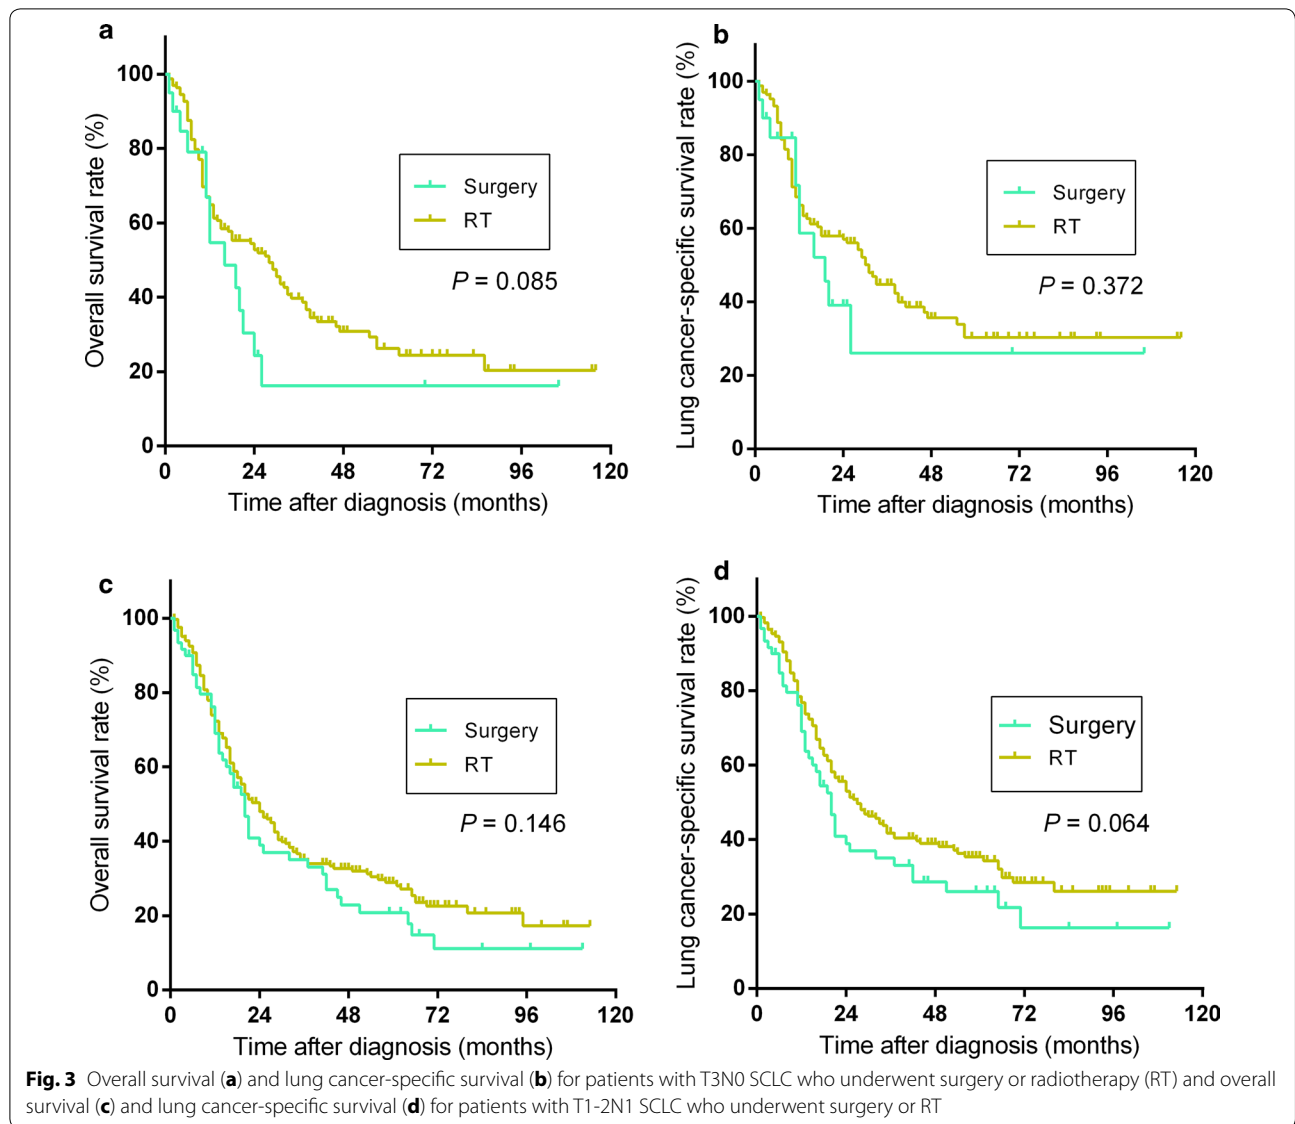 a
Overall survival rate (%)
100
80
60
40
20
0
0 24 48 72 96 120
Time after diagnosis (months)
Surgery
RT
P = 0.085
b
Lung cancer-specific survival rate (%)
100
80
60
40
20
0
0 24 48 72 96 120
Time after diagnosis (months)
Surgery
RT
P = 0.372
c
Overall survival rate (%)
100
80
60
40
20
0
0 24 48 72 96 120
Time after diagnosis (months)
Surgery
RT
P = 0.146
d
Lung cancer-specific survival rate (%)
100
80
60
40
20
0
0 24 48 72 96 120
Time after diagnosis (months)
Surgery
RT
P = 0.064
Fig. 3 Overall survival (a) and lung cancer-specific survival (b) for patients with T3N0 SCLC who underwent surgery or radiotherapy (RT) and overall
survival (c) and lung cancer-specific survival (d) for patients with T1-2N1 SCLC who underwent surgery or RT